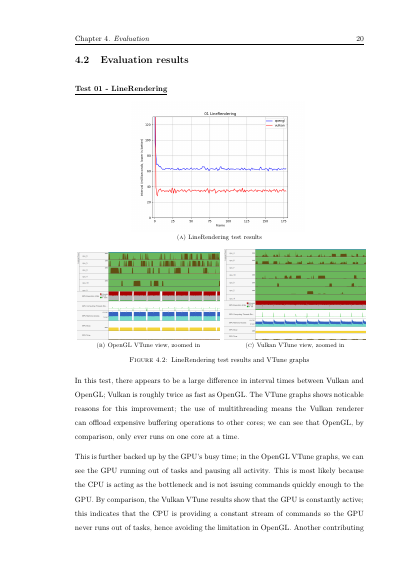 Chapter 4. Evaluation 20
4.2 Evaluation results
Test 01 - LineRendering
01 LineRendering
opengl
vulkan
120
100
80
60
40
20
0
0 25 50 75 100 125 150 175
Frame
(A) LineRendering test results
(B) OpenGL VTune view, zoomed in
(C) Vulkan VTune view, zoomed in
FIGURE 4.2: LineRendering test results and VTune graphs
In this test, there appears to be a large difference in interval times between Vulkan and
OpenGL; Vulkan is roughly twice as fast as OpenGL. The VTune graphs shows noticable
reasons for this improvement; the use of multithreading means the Vulkan renderer
can offload expensive buffering operations to other cores; we can see that OpenGL, by
comparison, only ever runs on one core at a time.
This is further backed up by the GPU's busy time; in the OpenGL VTune graphs, we can
see the GPU running out of tasks and pausing all activity. This is most likely because
the CPU is acting as the bottleneck and is not issuing commands quickly enough to the
GPU. By comparison, the Vulkan VTune results show that the GPU is constantly active;
this indicates that the CPU is providing a constant stream of commands so the GPU
never runs out of tasks, hence avoiding the limitation in OpenGL. Another contributing